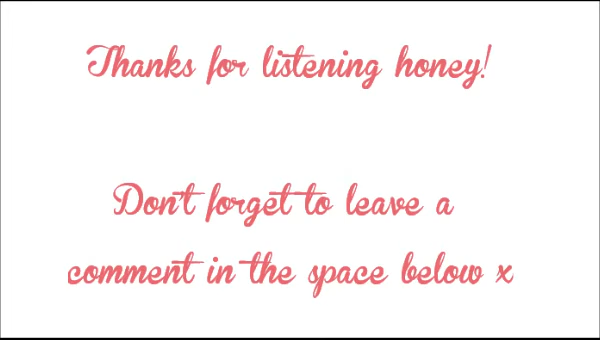 Thanks for listening honey!
Don't forget to leave a
comment in the space below x